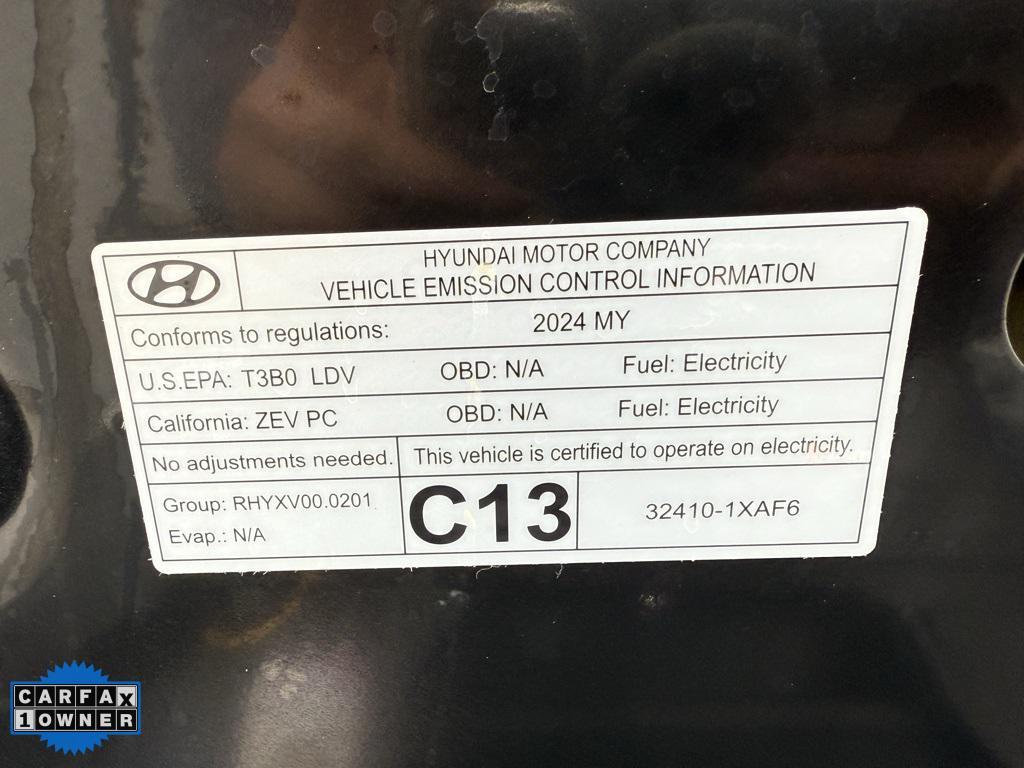 HYUNDAI MOTOR COMPANY
VEHICLE EMISSION CONTROL INFORMATION
Conforms to regulations: 2024 MY
U.S.EPA: T3B0 LDV OBD: N/A Fuel: Electricity
California: ZEV PC OBD: N/A Fuel: Electricity
No adjustments needed. This vehicle is certified to operate on electricity.
Group: RHYXV00.0201
Evap.: N/A
C13
32410-1XAF6
CARFAX
1 OWNER